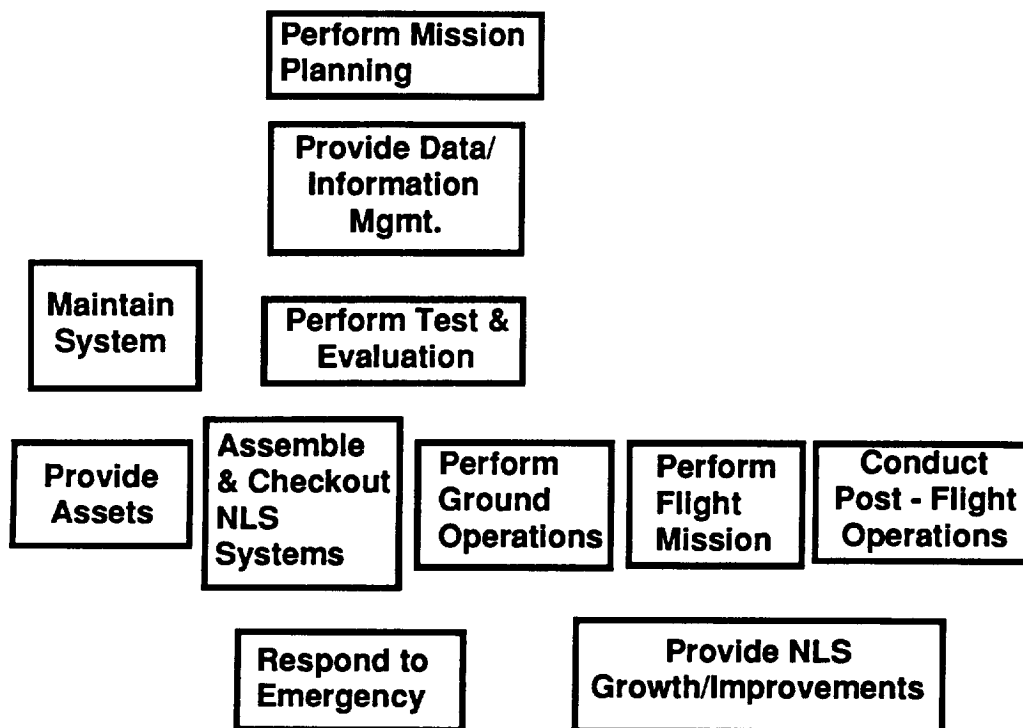 Perform Mission
Planning
Provide Data/
Information
Mgmt.
Maintain
System
Perform Test &
Evaluation
Provide
Assets
Assemble
& Checkout
NLS
Systems
Perform
Ground
Operations
Perform
Flight
Mission
Conduct
Post - Flight
Operations
Respond to
Emergency
Provide NLS
Growth/Improvements